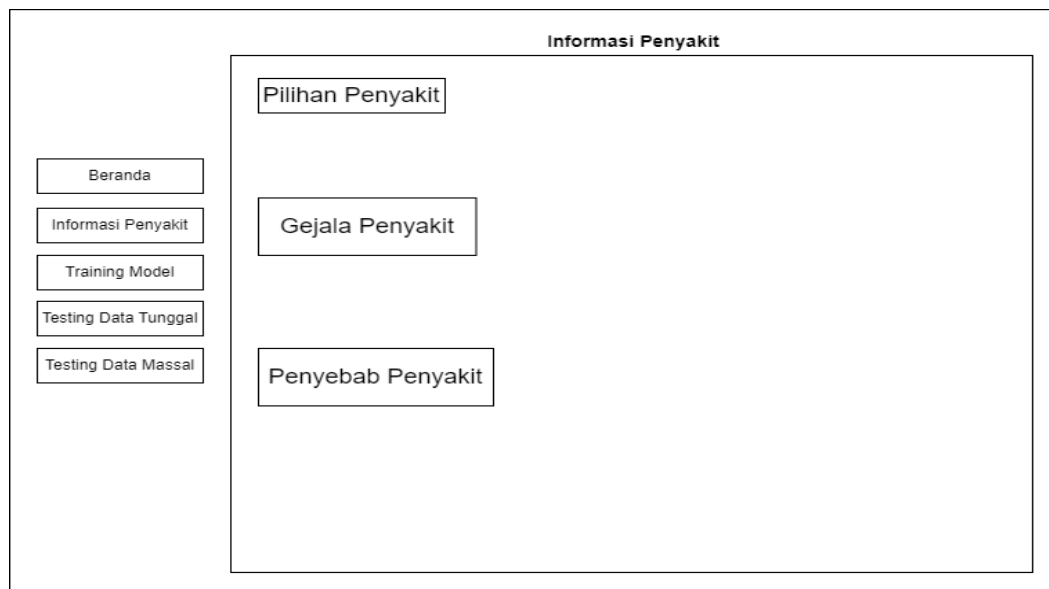 Informasi Penyakit
Pilihan Penyakit
Beranda
Informasi Penyakit
Training Model
Testing Data Tunggal
Testing Data Massal
Gejala Penyakit
Penyebab Penyakit